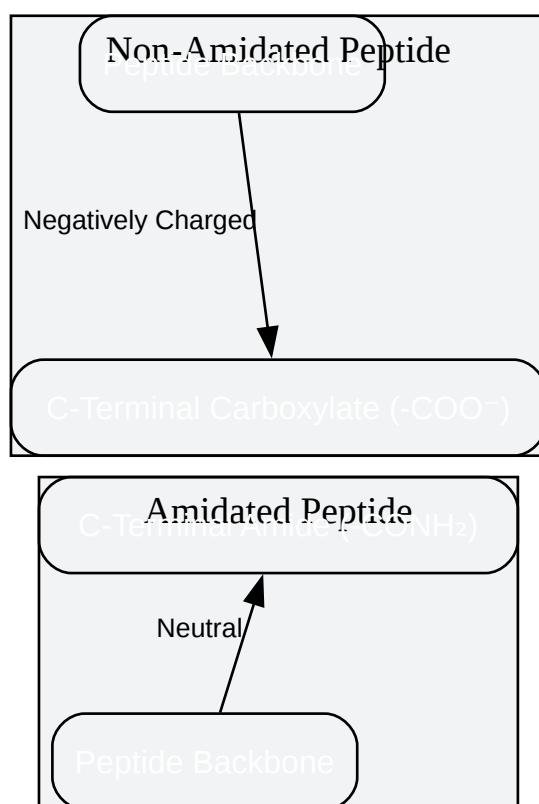 Non-Amidated Peptide
Peptide Backbone
Negatively Charged
C-Terminal Carboxylate (-COO⁻)
Amidated Peptide
C-Terminal Amide (-CONH₂)
Neutral
Peptide Backbone